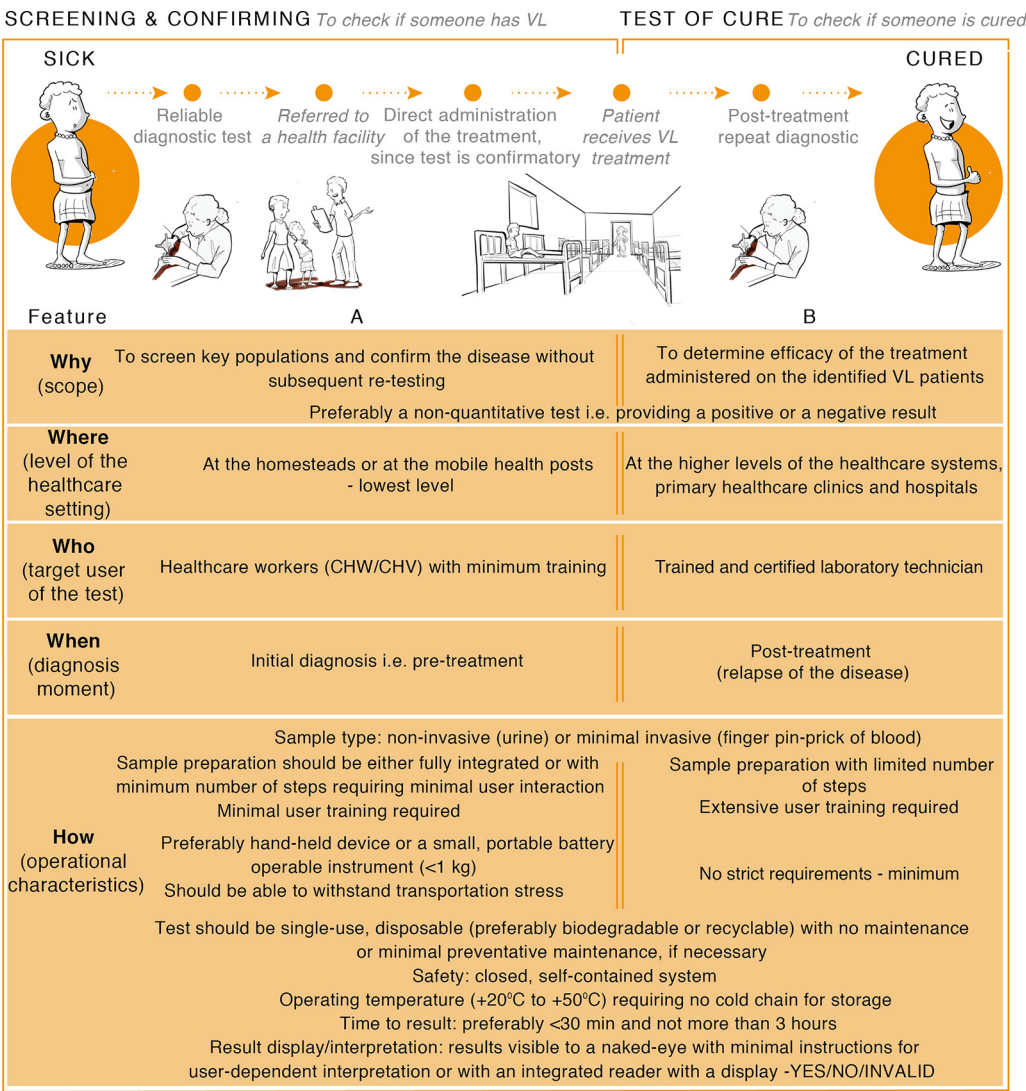 SCREENING & CONFIRMING To check if someone has VL
TEST OF CURE To check if someone is cured
SICK
CURED
Reliable
diagnostic test
Referred to
a health facility
Direct administration
of the treatment,
since test is confirmatory
Patient
receives VL
treatment
Post-treatment
repeat diagnostic
Feature
A
B
Why
(scope)
To screen key populations and confirm the disease without
subsequent re-testing
To determine efficacy of the treatment
administered on the identified VL patients
Preferably a non-quantitative test i.e. providing a positive or a negative result
Where
(level of the
healthcare
setting)
At the homesteads or at the mobile health posts
- lowest level
At the higher levels of the healthcare systems,
primary healthcare clinics and hospitals
Who
(target user
of the test)
Healthcare workers (CHW/CHV) with minimum training
Trained and certified laboratory technician
When
(diagnosis
moment)
Initial diagnosis i.e. pre-treatment
Post-treatment
(relapse of the disease)
How
(operational
characteristics)
Sample type: non-invasive (urine) or minimal invasive (finger pin-prick of blood)
Sample preparation should be either fully integrated or with
minimum number of steps requiring minimal user interaction
Minimal user training required
Sample preparation with limited number
of steps
Extensive user training required
Preferably hand-held device or a small, portable battery
operable instrument (<1 kg)
Should be able to withstand transportation stress
No strict requirements - minimum
Test should be single-use, disposable (preferably biodegradable or recyclable) with no maintenance
or minimal preventative maintenance, if necessary
Safety: closed, self-contained system
Operating temperature (+20⁰C to +50⁰C) requiring no cold chain for storage
Time to result: preferably <30 min and not more than 3 hours
Result display/interpretation: results visible to a naked-eye with minimal instructions for
user-dependent interpretation or with an integrated reader with a display -YES/NO/INVALID